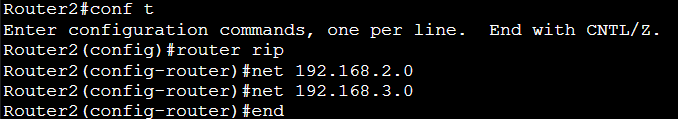 Router2#conf t
Enter configuration commands, one per line.  End with CNTL/Z.
Router2(config)#router rip
Router2(config-router)#net 192.168.2.0
Router2(config-router)#net 192.168.3.0
Router2(config-router)#end